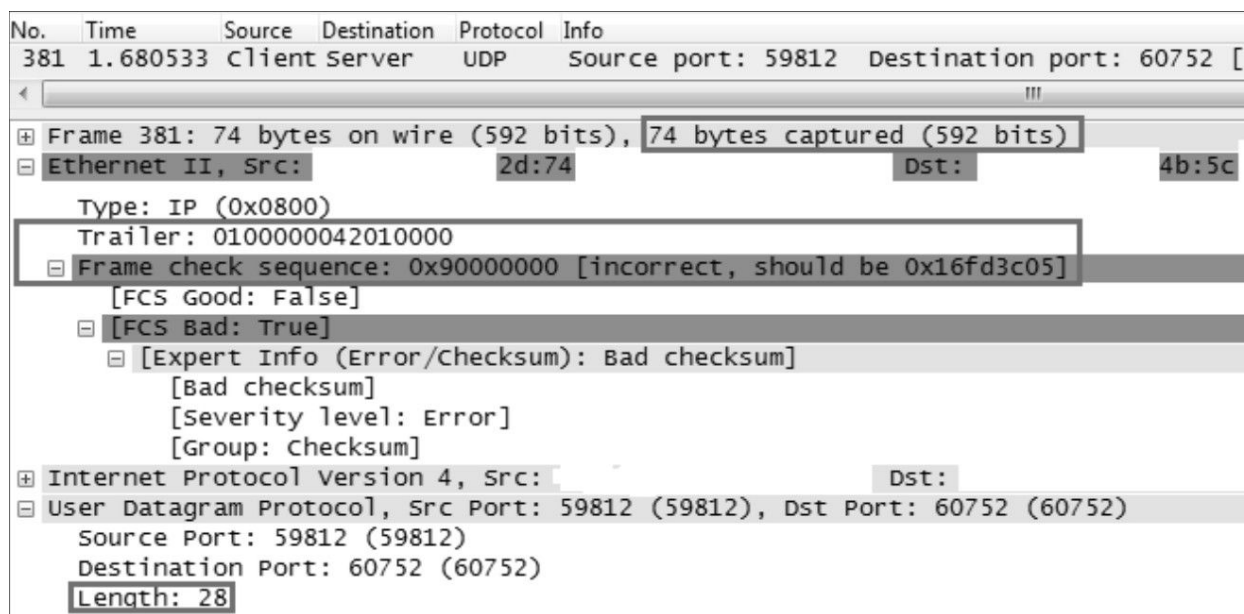 No. Time Source Destination Protocol Info
381 1.680533 Client Server UDP Source port: 59812 Destination port: 60752 [
Frame 381: 74 bytes on wire (592 bits), 74 bytes captured (592 bits)
Ethernet II, Src: 2d:74 Dst: 4b:5c
Type: IP (0x0800)
Trailer: 0100000042010000
Frame check sequence: 0x90000000 [incorrect, should be 0x16fd3c05]
[FCS Good: False]
[FCS Bad: True]
[Expert Info (Error/Checksum): Bad checksum]
[Bad checksum]
[Severity level: Error]
[Group: Checksum]
Internet Protocol Version 4, Src: Dst:
User Datagram Protocol, Src Port: 59812 (59812), Dst Port: 60752 (60752)
Source Port: 59812 (59812)
Destination Port: 60752 (60752)
Length: 28